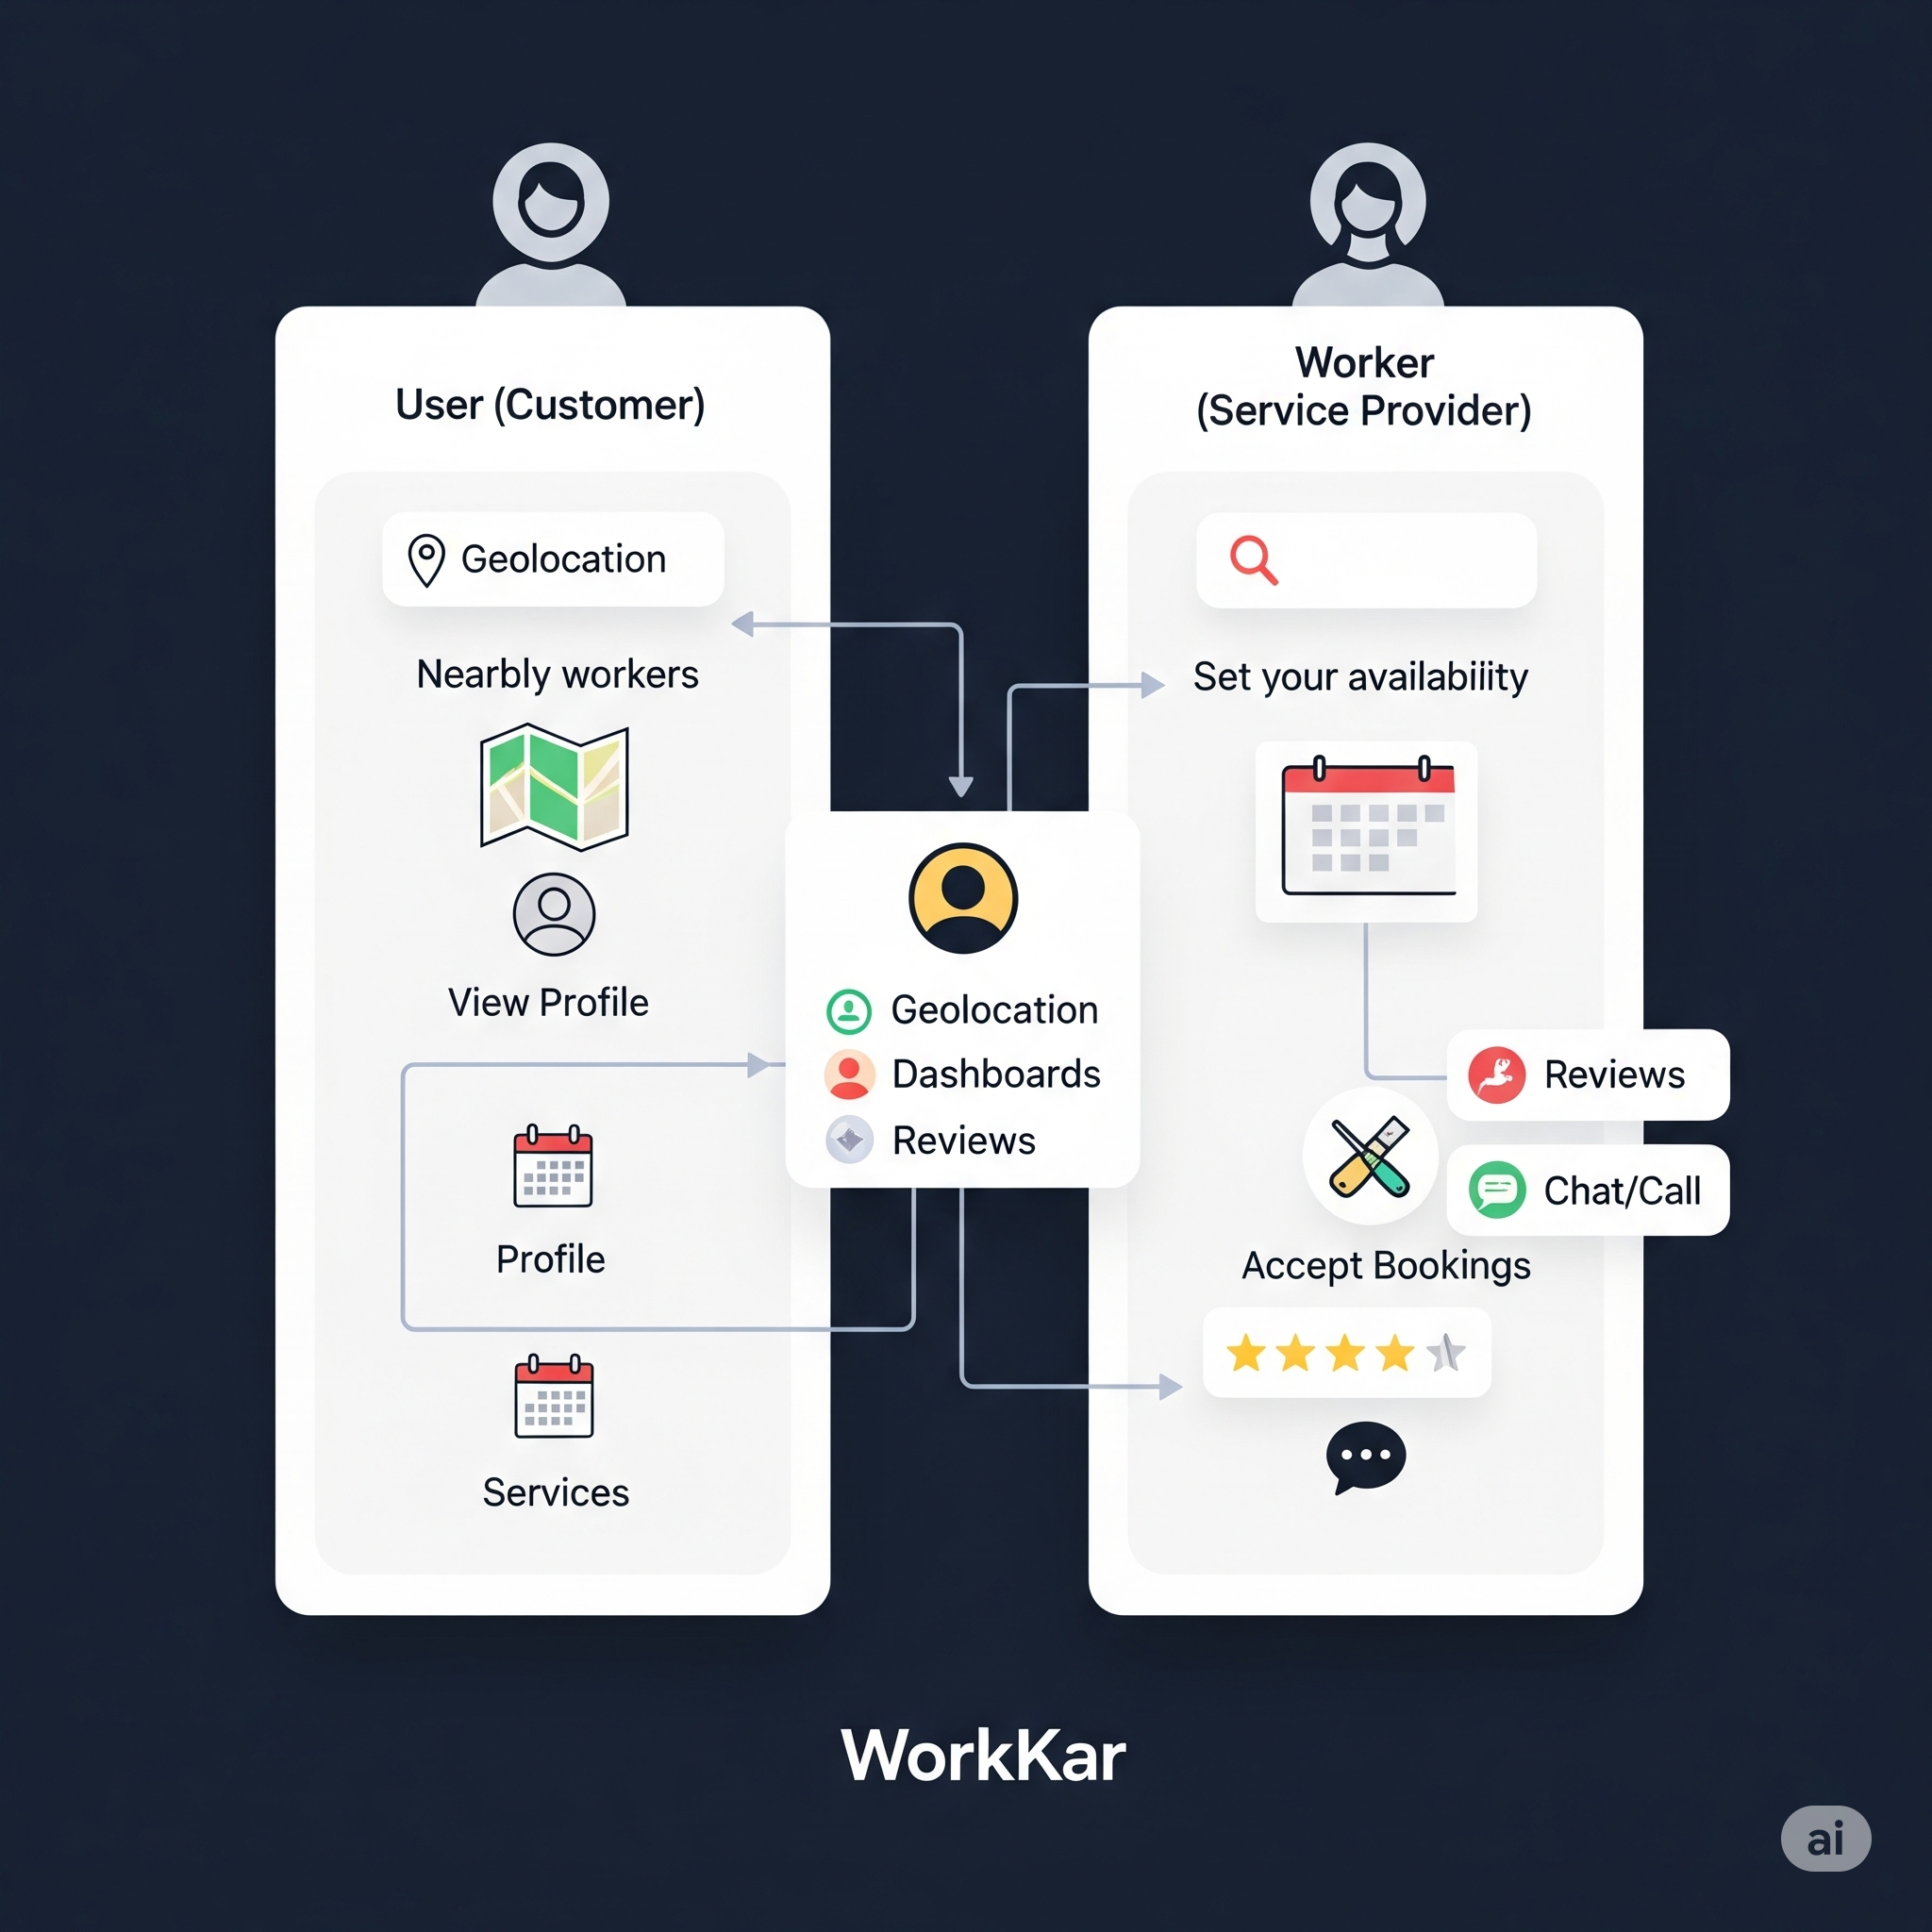 User (Customer)
Geolocation
Nearbly workers
View Profile
Profile
Services
Geolocation
Dashboards
Reviews
Worker
(Service Provider)
Set your availability
Reviews
Chat/Call
Accept Bookings
WorkKar
ai